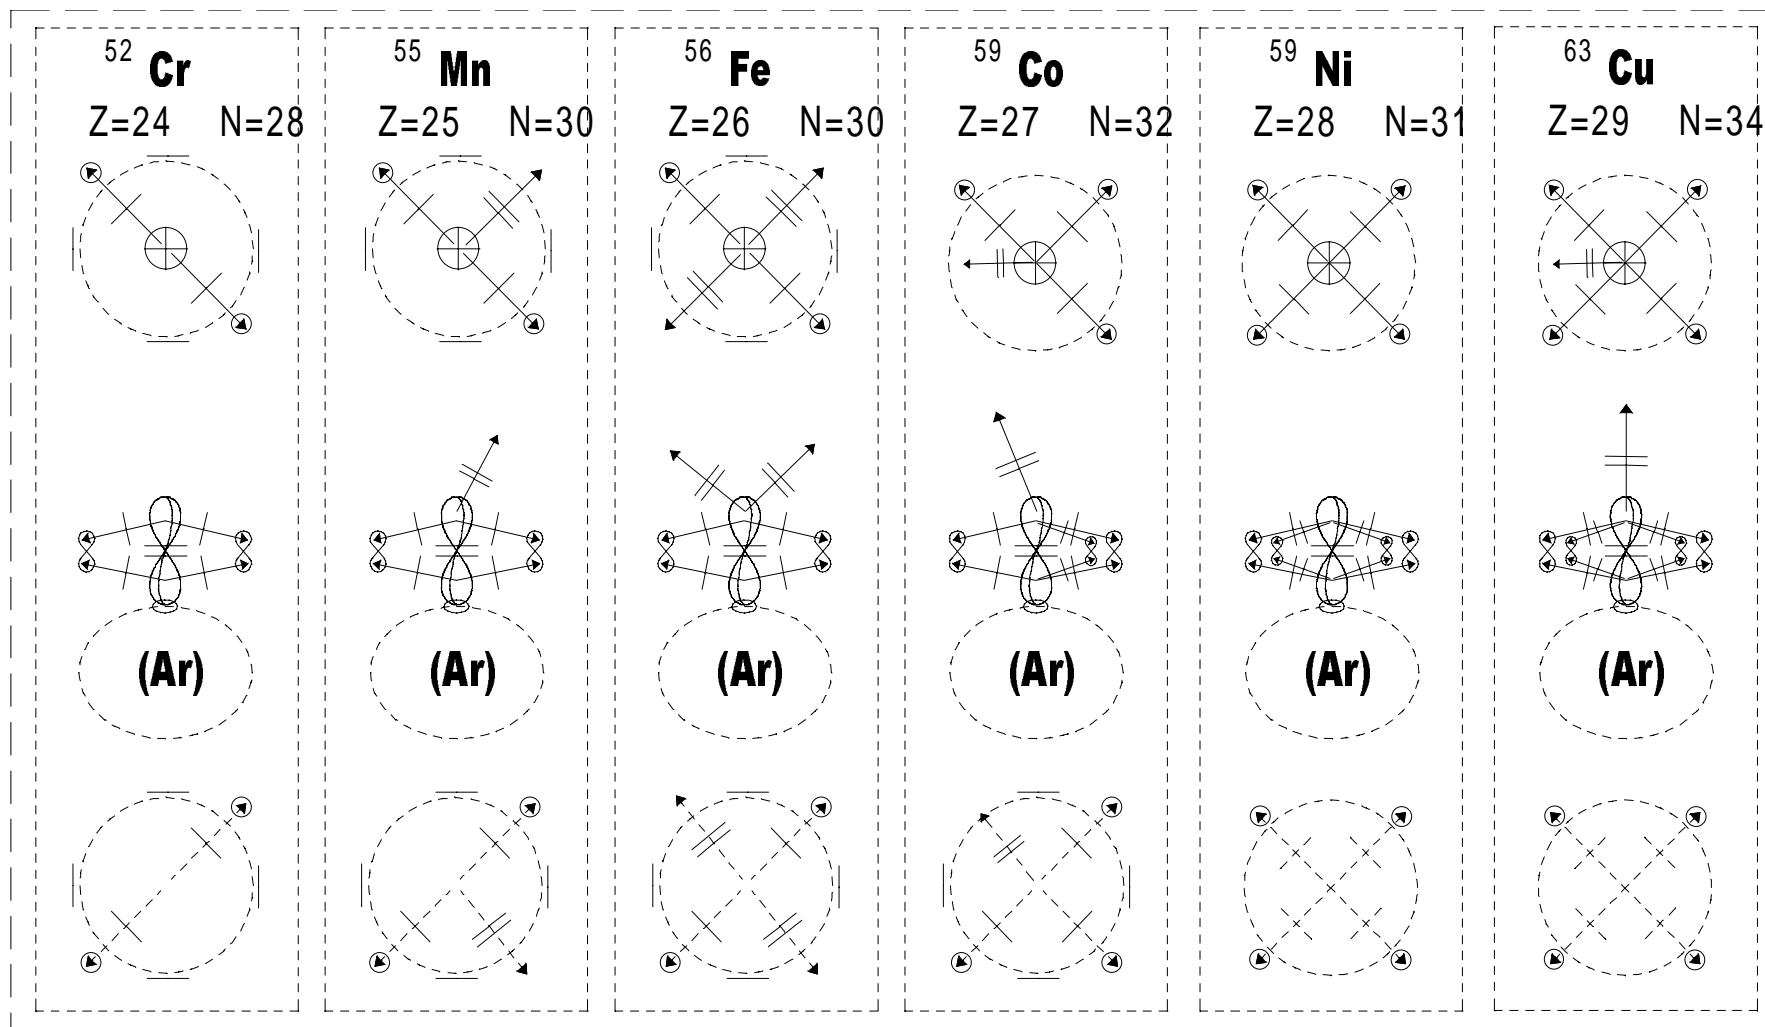 52 Cr
Z=24 N=28
(Ar)
55 Mn
Z=25 N=30
(Ar)
56 Fe
Z=26 N=30
(Ar)
59 Co
Z=27 N=32
(Ar)
59 Ni
Z=28 N=31
(Ar)
63 Cu
Z=29 N=34
(Ar)